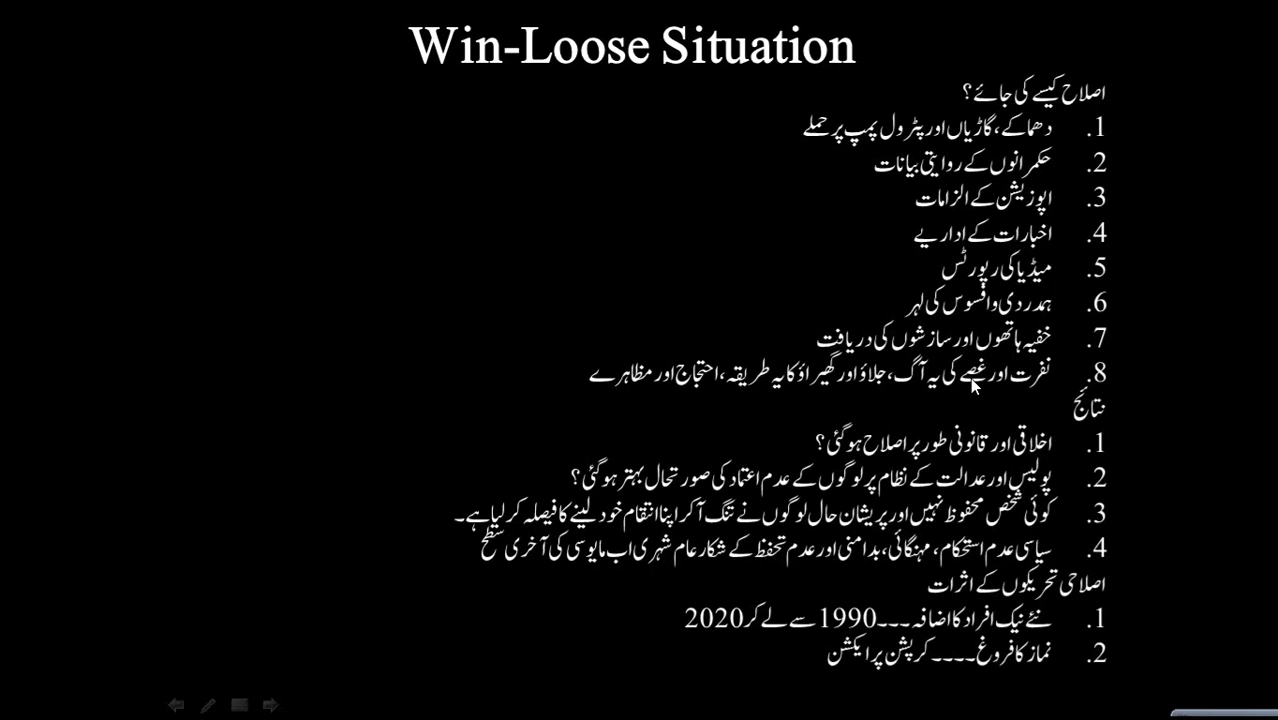 Win-Loose Situation
اصلاح کیسے کی جائے؟
1. دھماکے، گاڑیاں اور پٹرول پمپ پر حملے
2. حکمرانوں کے روایتی بیانات
3. اپوزیشن کے الزامات
4. اخبارات کے اداریے
5. میڈیا کی رپورٹس
6. ہمدردی و افسوس کی لہر
7. خفیہ ہاتھوں اور سازشوں کی دریافت
8. نفرت اور غصے کی یہ آگ، جلاؤ اور گھیراؤ کا یہ طریقہ، احتجاج اور مظاہرے
نتائج
1. اخلاقی اور قانونی طور پر اصلاح ہو گئی؟
2. پولیس اور عدالت کے نظام پر لوگوں کے عدم اعتماد کی صورتحال بہتر ہو گئی؟
3. کوئی شخص محفوظ نہیں اور پریشان حال لوگوں نے تنگ آ کر اپنا انتقام خود لینے کا فیصلہ کر لیا ہے۔
4. سیاسی عدم استحکام، مہنگائی، بدامنی اور عدم تحفظ کے شکار عام شہری اب مایوسی کی آخری سطح
اصلاحی تحریکوں کے اثرات
1. نئے نیک افراد کا اضافہ۔۔۔1990 سے لے کر 2020
2. نماز کا فروغ۔۔۔۔کرپشن پر ایکشن